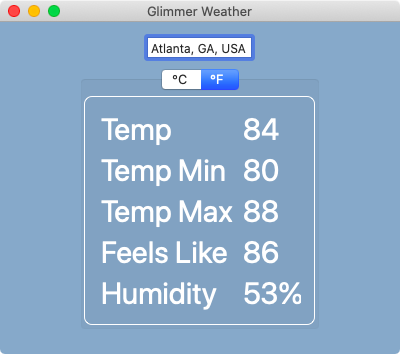 Glimmer Weather
Atlanta, GA, USA
°C °F
Temp 84
Temp Min 80
Temp Max 88
Feels Like 86
Humidity 53%